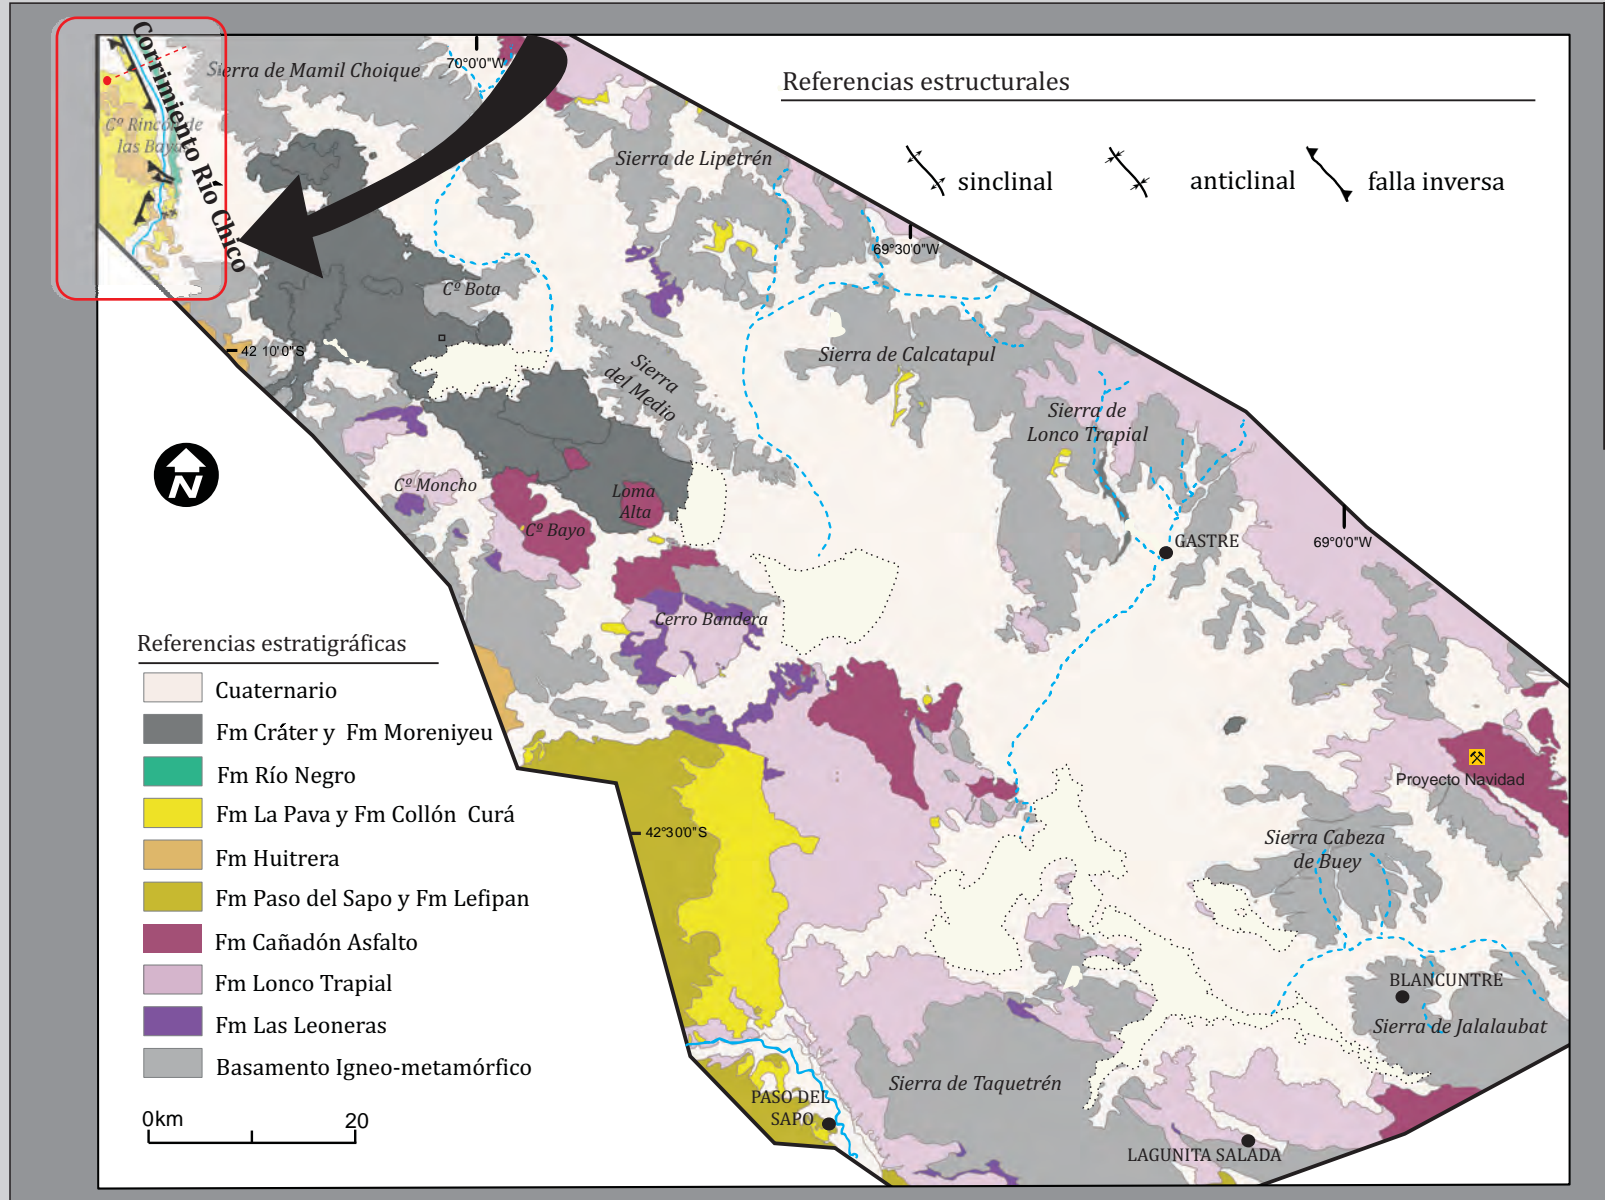 Corrimiento Río Chico
Sierra de Mamil Choique
70°0'0"W
Cº Rincón de
las Bayas
Sierra de Lipetrén
Referencias estructurales
sinclinal
anticlinal
falla inversa
69°30'0"W
Cº Bota
42 10'0"S
Sierra
del Medio
Sierra de Calcatapul
Sierra de
Lonco Trapial
N
Cº Moncho
Loma
Alta
Cº Bayo
GASTRE
69°0'0"W
Cerro Bandera
Referencias estratigráficas
Cuaternario
Fm Cráter y Fm Moreniyeu
Fm Río Negro
Fm La Pava y Fm Collón Curá
Fm Huitrera
Fm Paso del Sapo y Fm Lefipan
Fm Cañadón Asfalto
Fm Lonco Trapial
Fm Las Leoneras
Basamento Igneo-metamórfico
0km 20
Proyecto Navidad
42°30'0"S
Sierra Cabeza
de Buey
BLANCUNTRE
Sierra de Jalalaubat
Sierra de Taquetrén
PASO DEL
SAPO
LAGUNITA SALADA